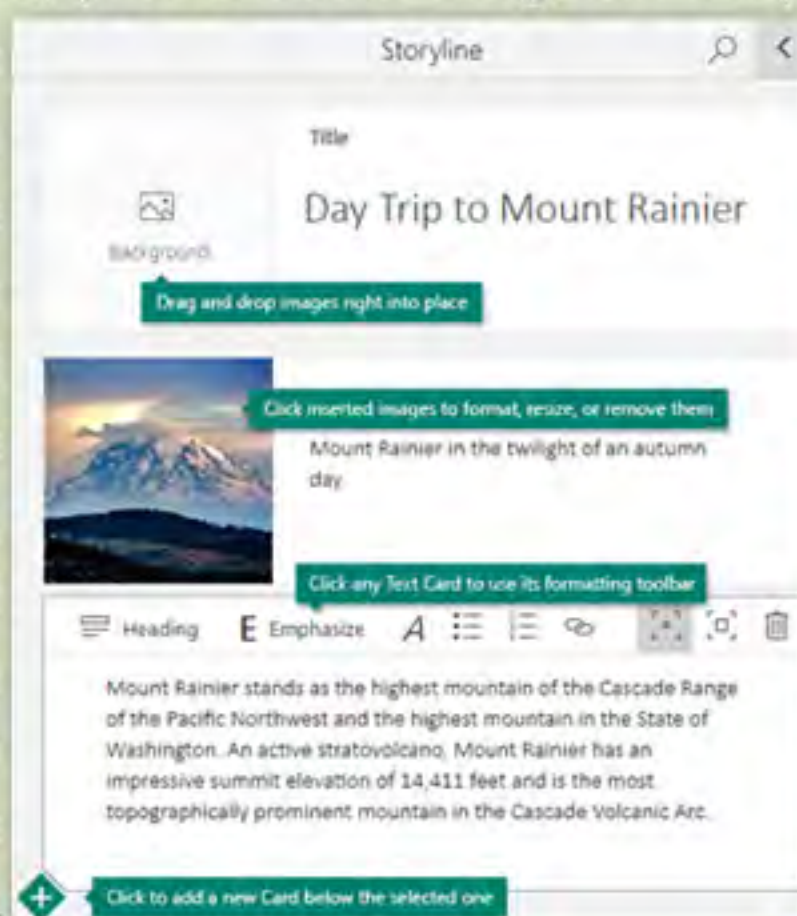 Storyline
Title
Day Trip to Mount Rainier
Background
Drag and drop images right into place
Click inserted images to format, resize, or remove them
Mount Rainier in the twilight of an autumn
day.
Click any Text Card to use its formatting toolbar
Heading E Emphasize A
Mount Rainier stands as the highest mountain of the Cascade Range
of the Pacific Northwest and the highest mountain in the State of
Washington. An active stratovolcano, Mount Rainier has an
impressive summit elevation of 14,411 feet and is the most
topographically prominent mountain in the Cascade Volcanic Arc.
Click to add a new Card below the selected one